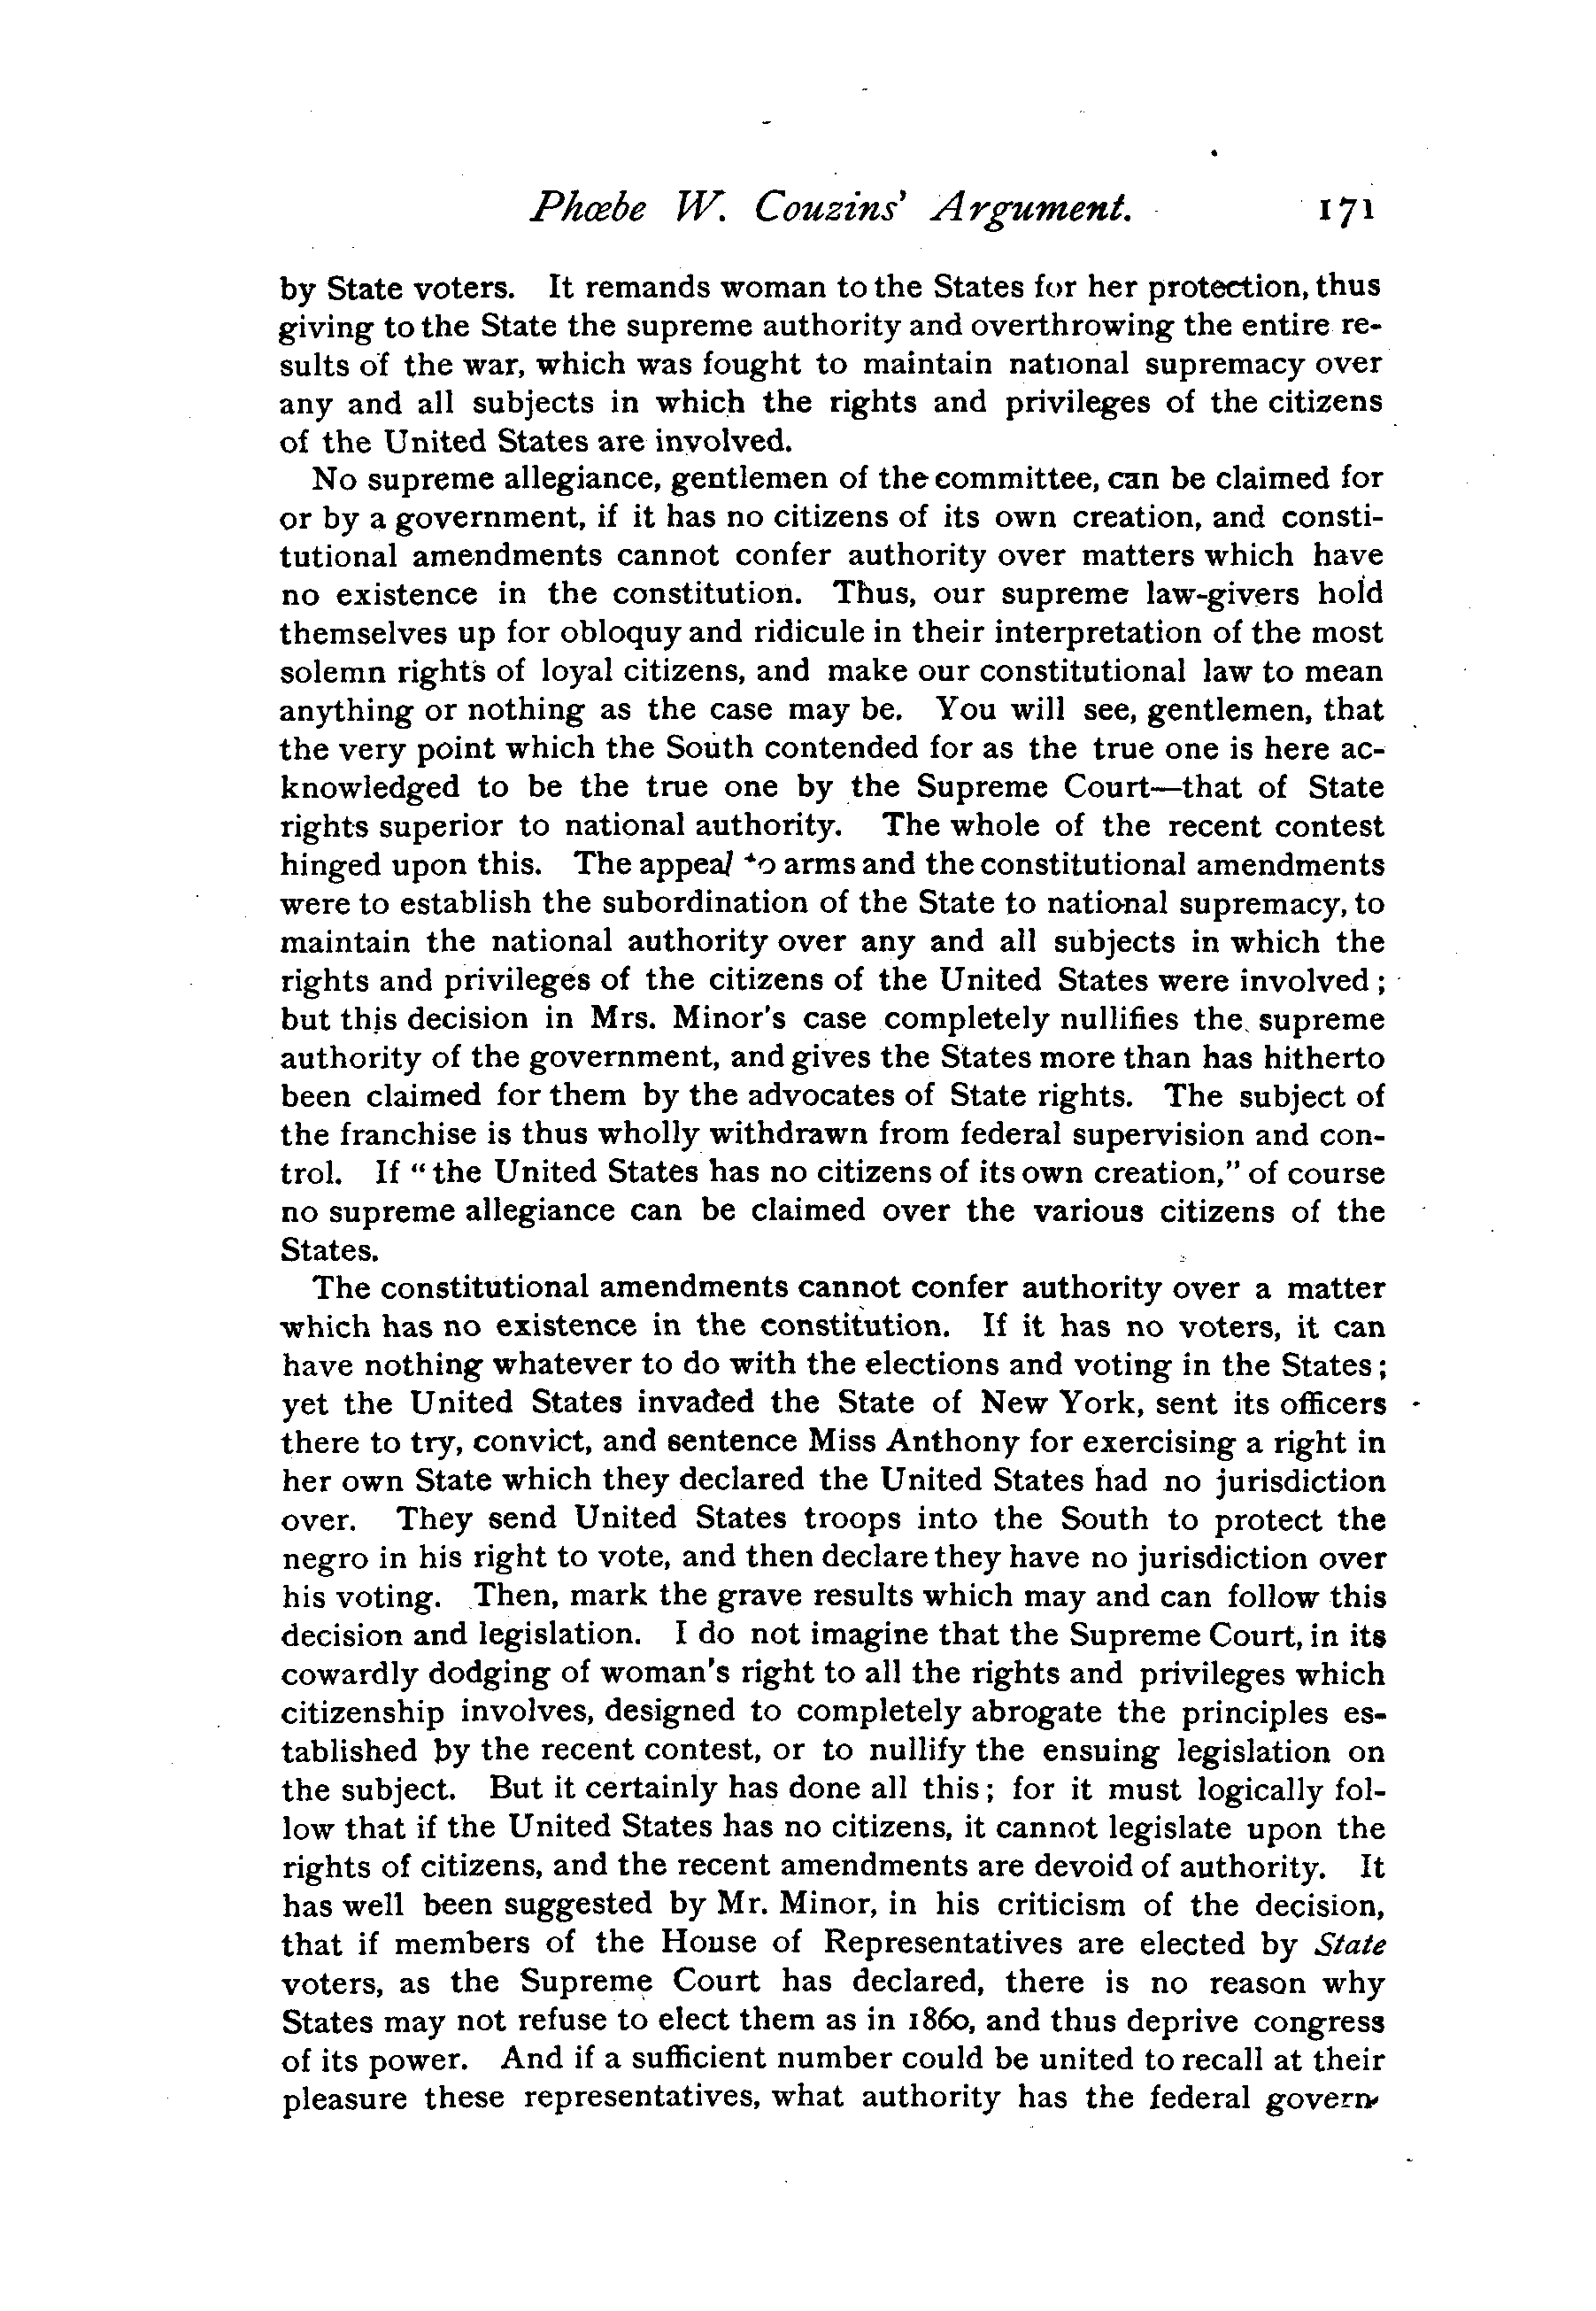 Phœbe W. Couzins' Argument. 171
by State voters. It remands woman to the States for her protection, thus
giving to the State the supreme authority and overthrowing the entire re-
sults of the war, which was fought to maintain national supremacy over
any and all subjects in which the rights and privileges of the citizens
of the United States are involved.
No supreme allegiance, gentlemen of the committee, can be claimed for
or by a government, if it has no citizens of its own creation, and consti-
tutional amendments cannot confer authority over matters which have
no existence in the constitution. Thus, our supreme law-givers hold
themselves up for obloquy and ridicule in their interpretation of the most
solemn rights of loyal citizens, and make our constitutional law to mean
anything or nothing as the case may be. You will see, gentlemen, that
the very point which the South contended for as the true one is here ac-
knowledged to be the true one by the Supreme Court—that of State
rights superior to national authority. The whole of the recent contest
hinged upon this. The appeal to arms and the constitutional amendments
were to establish the subordination of the State to national supremacy, to
maintain the national authority over any and all subjects in which the
rights and privileges of the citizens of the United States were involved;
but this decision in Mrs. Minor's case completely nullifies the supreme
authority of the government, and gives the States more than has hitherto
been claimed for them by the advocates of State rights. The subject of
the franchise is thus wholly withdrawn from federal supervision and con-
trol. If "the United States has no citizens of its own creation," of course
no supreme allegiance can be claimed over the various citizens of the
States.
The constitutional amendments cannot confer authority over a matter
which has no existence in the constitution. If it has no voters, it can
have nothing whatever to do with the elections and voting in the States;
yet the United States invaded the State of New York, sent its officers
there to try, convict, and sentence Miss Anthony for exercising a right in
her own State which they declared the United States had no jurisdiction
over. They send United States troops into the South to protect the
negro in his right to vote, and then declare they have no jurisdiction over
his voting. Then, mark the grave results which may and can follow this
decision and legislation. I do not imagine that the Supreme Court, in its
cowardly dodging of woman's right to all the rights and privileges which
citizenship involves, designed to completely abrogate the principles es-
tablished by the recent contest, or to nullify the ensuing legislation on
the subject. But it certainly has done all this; for it must logically fol-
low that if the United States has no citizens, it cannot legislate upon the
rights of citizens, and the recent amendments are devoid of authority. It
has well been suggested by Mr. Minor, in his criticism of the decision,
that if members of the House of Representatives are elected by State
voters, as the Supreme Court has declared, there is no reason why
States may not refuse to elect them as in 1860, and thus deprive congress
of its power. And if a sufficient number could be united to recall at their
pleasure these representatives, what authority has the federal govern-